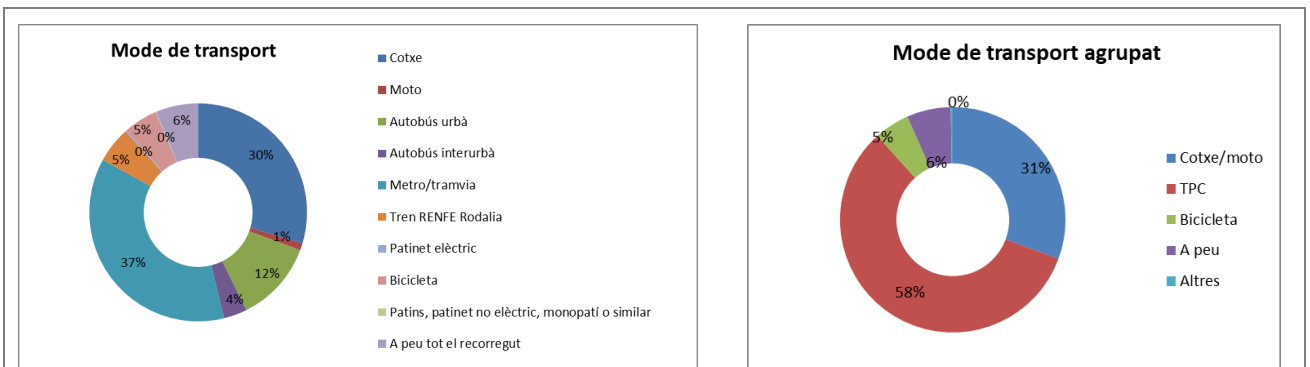 Mode de transport
Cotxe
Moto
Autobús urbà
Autobús interurbà
Metro/tramvia
Tren RENFE Rodalia
Patinet elèctric
Bicicleta
Patins, patinet no elèctric, monopatí o similar
A peu tot el recorregut
30%
1%
12%
4%
37%
5%
0%
5%
0%
6%
Mode de transport agrupat
0%
31%
58%
5%
6%
Cotxe/moto
TPC
Bicicleta
A peu
Altres